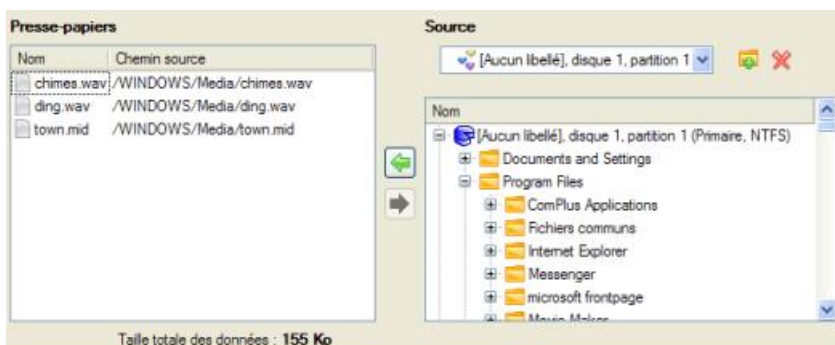 Presse-papiers
Nom Chemin source
chimes.wav /WINDOWS/Media/chimes.wav
ding.wav /WINDOWS/Media/ding.wav
town.mid /WINDOWS/Media/town.mid
Taille totale des données : 155 Ko
Source
[Aucun libellé], disque 1, partition 1
Nom
[Aucun libellé], disque 1, partition 1 (Primaire, NTFS)
Documents and Settings
Program Files
ComPlus Applications
Fichiers communs
Internet Explorer
Messenger
microsoft frontpage
Movie Maker